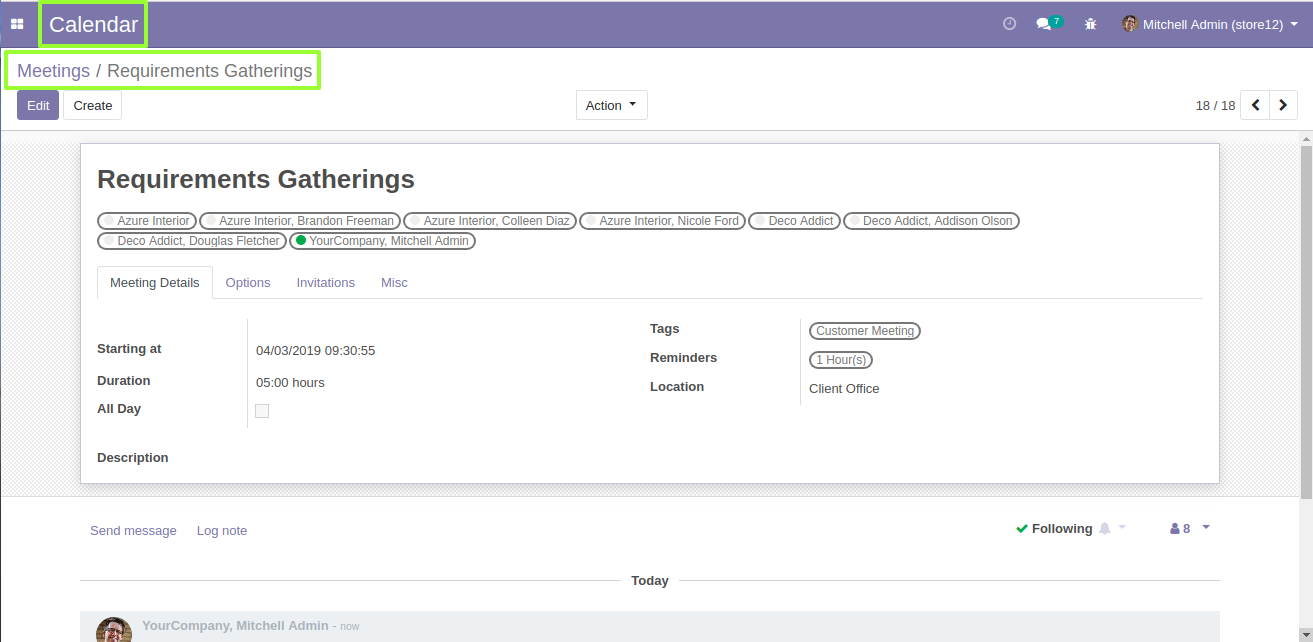 Calendar 7 Mitchell Admin (store12)
Meetings / Requirements Gatherings
Edit Create Action 18 / 18
Requirements Gatherings
Azure Interior Azure Interior, Brandon Freeman Azure Interior, Colleen Diaz Azure Interior, Nicole Ford Deco Addict Deco Addict, Addison Olson
Deco Addict, Douglas Fletcher YourCompany, Mitchell Admin
Meeting Details Options Invitations Misc
Starting at 04/03/2019 09:30:55
Duration 05:00 hours
All Day
Tags Customer Meeting
Reminders 1 Hour(s)
Location Client Office
Description
Send message Log note Following 8
Today
YourCompany, Mitchell Admin - now